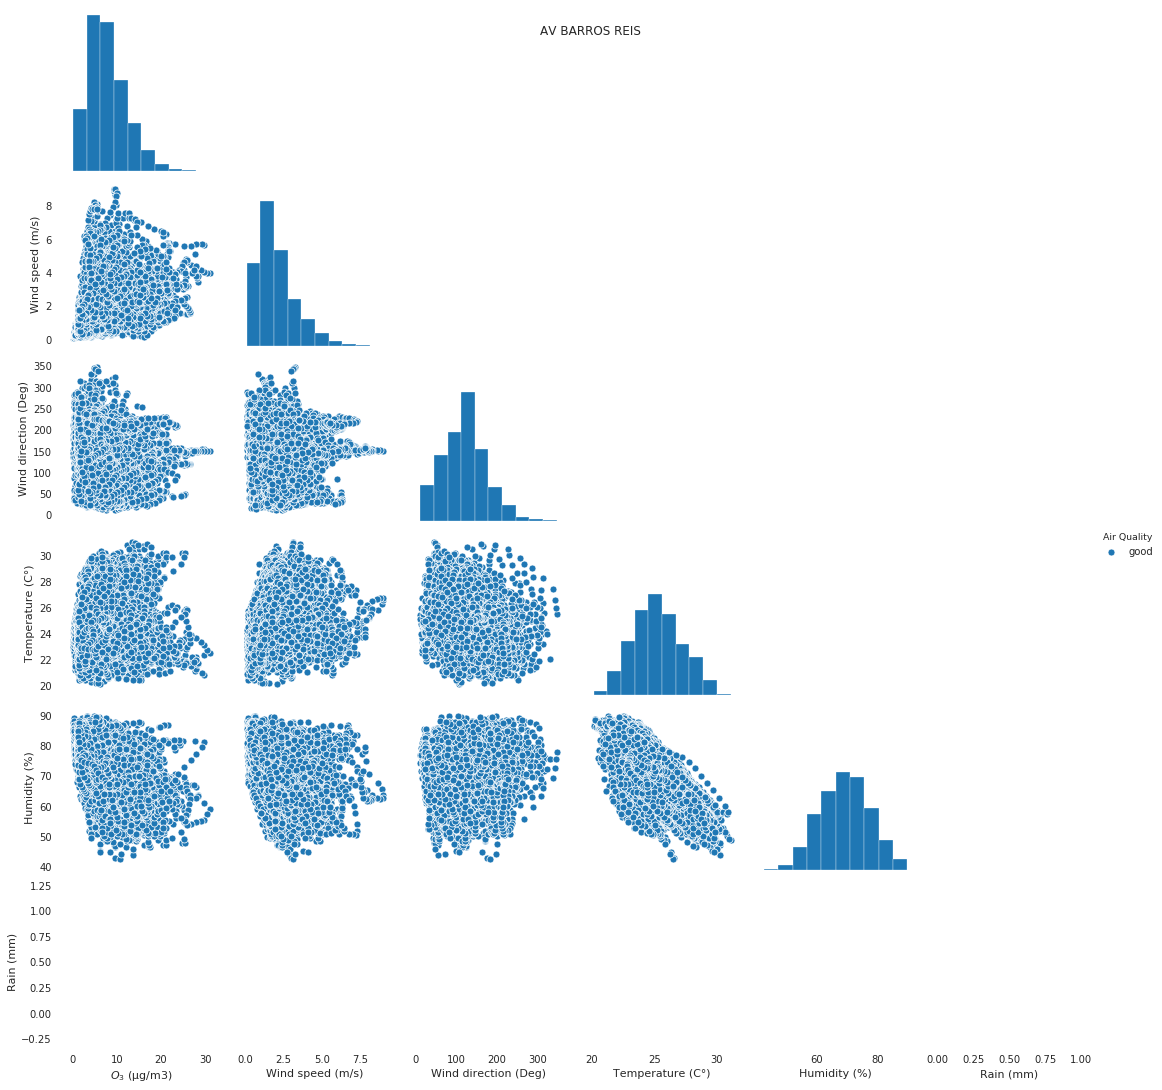 AV BARROS REIS
Wind speed (m/s)
8
6
4
2
0
Wind direction (Deg)
350
300
250
200
150
100
50
0
Temperature (C°)
30
28
26
24
22
20
Air Quality
good
Humidity (%)
90
80
70
60
50
40
Rain (mm)
1.25
1.00
0.75
0.50
0.25
0.00
−0.25
0 10 20 30
0.0 2.5 5.0 7.5
0 100 200 300
20 25 30
60 80
0.00 0.25 0.50 0.75 1.00
O₃ (µg/m3)
Wind speed (m/s)
Wind direction (Deg)
Temperature (C°)
Humidity (%)
Rain (mm)